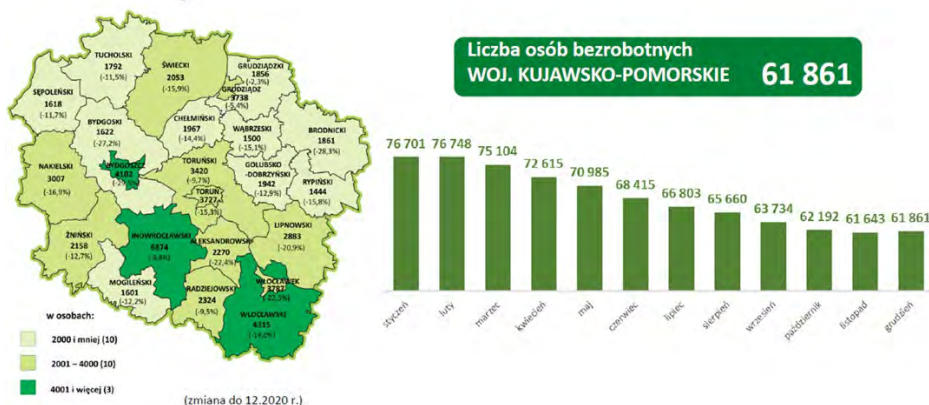 Liczba osób bezrobotnych
WOJ. KUJAWSKO-POMORSKIE 61 861
TUCHOLSKI
1792
(-11,5%)
ŚWIECKI
2053
(-15,9%)
GRUDZIĄDZKI
1856
(-2,3%)
GRUDZIĄDZ
3738
(-5,4%)
SĘPOLEŃSKI
1618
(-11,7%)
BYDGOSKI
1622
(-27,2%)
CHEŁMIŃSKI
1967
(-14,4%)
WĄBRZESKI
1500
(-15,1%)
BRODNICKI
1861
(-28,3%)
BYDGOSZCZ
4182
NAKIELSKI
3007
(-16,9%)
TORUŃSKI
3420
(-9,7%)
GOLUBSKO
-DOBRZYŃSKI
1942
(-12,9%)
RYPIŃSKI
1444
(-15,8%)
TORUŃ
3727
(-15,3%)
LIPNOWSKI
2883
(-20,9%)
ŻNIŃSKI
2158
(-12,7%)
INOWROCŁAWSKI
6874
ALEKSANDROWSKI
2270
(-22,4%)
MOGILEŃSKI
1601
(-12,2%)
RADZIEJOWSKI
2324
(-9,5%)
WŁOCŁAWEK
3787
(-22,3%)
WŁOCŁAWSKI
4315
w osobach:
2000 i mniej (10)
2001 – 4000 (10)
4001 i więcej (3)
(zmiana do 12.2020 r.)
76 701 76 748 75 104 72 615 70 985 68 415 66 803 65 660 63 734 62 192 61 643 61 861
styczeń luty marzec kwiecień maj czerwiec lipiec sierpień wrzesień październik listopad grudzień